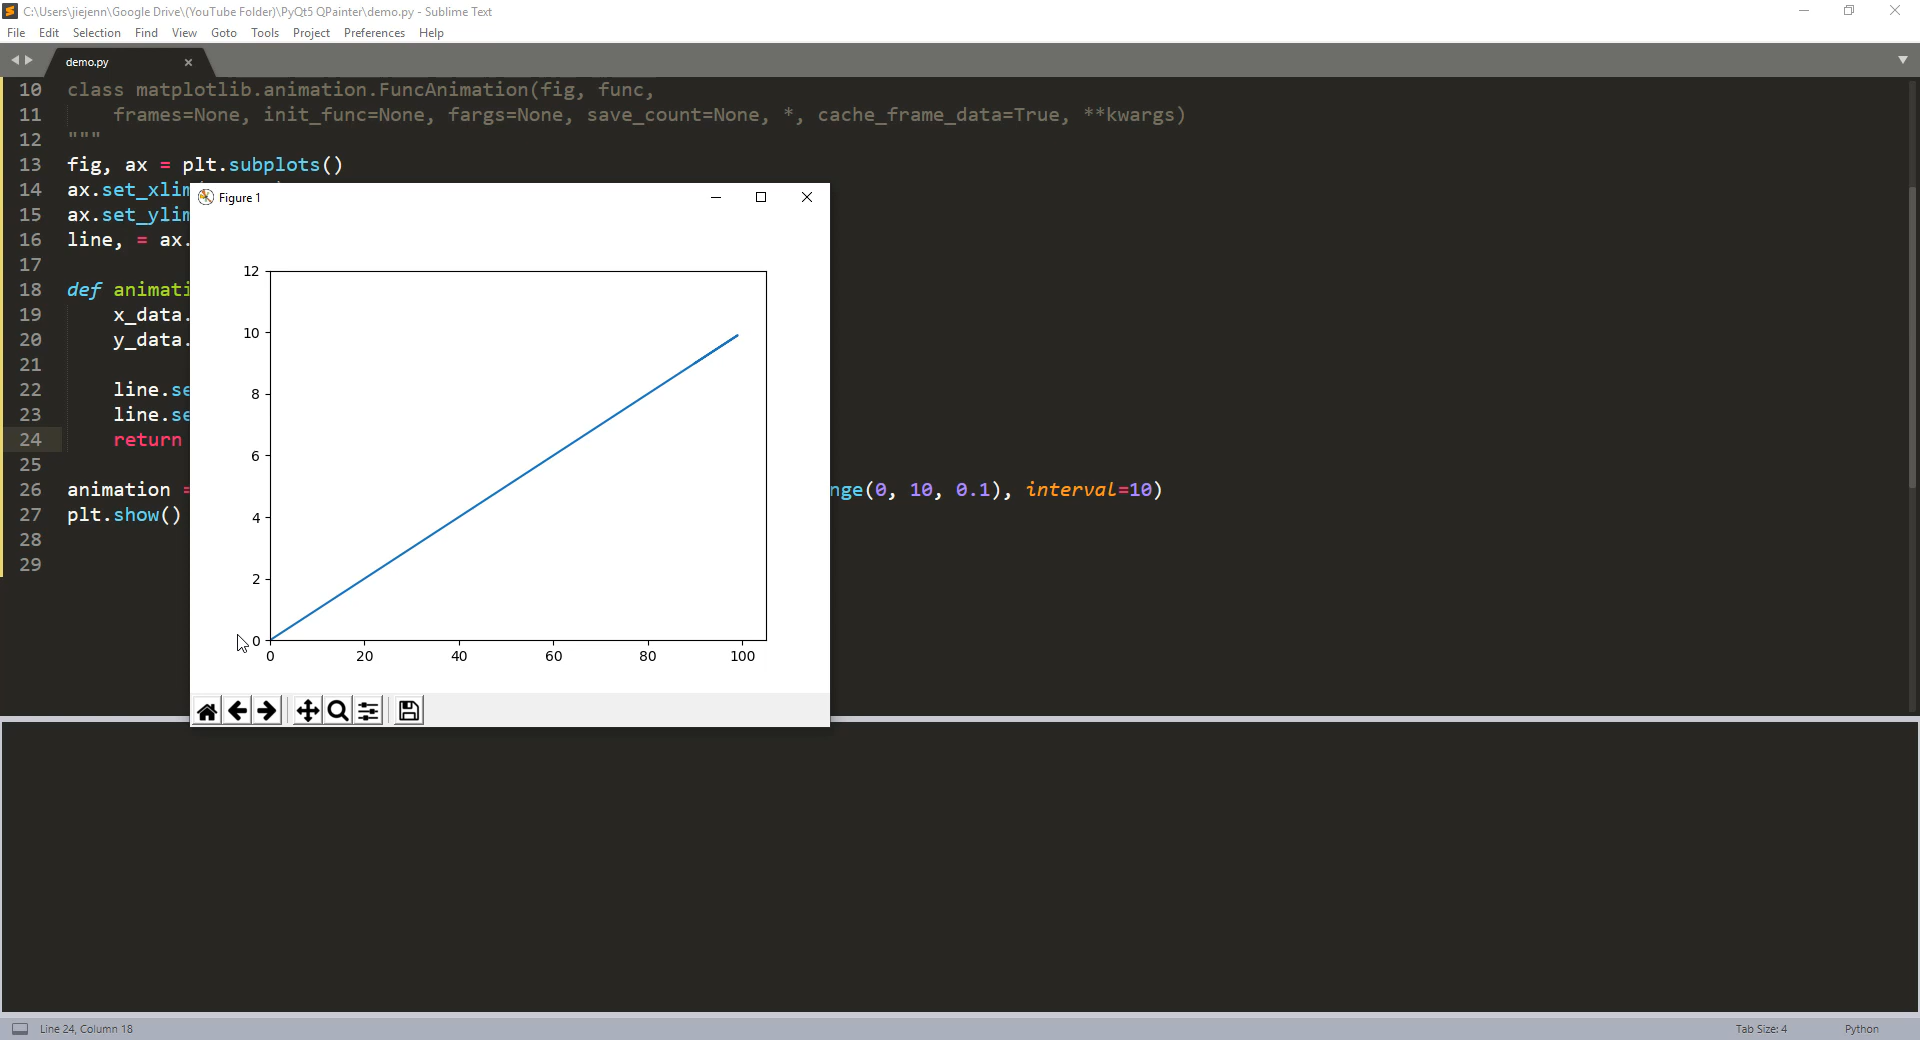 C:\Users\jiejenn\Google Drive\(YouTube Folder)\PyQt5 QPainter\demo.py - Sublime Text
File Edit Selection Find View Goto Tools Project Preferences Help
demo.py
10 class matplotlib.animation.FuncAnimation(fig, func,
11 frames=None, init_func=None, fargs=None, save_count=None, *, cache_frame_data=True, **kwargs)
12 """
13 fig, ax = plt.subplots()
14 ax.set_xlim
15 ax.set_ylim
16 line, = ax.
17
18 def animati
19 x_data.
20 y_data.
21
22 line.se
23 line.se
24 return
25
26 animation = nge(0, 10, 0.1), interval=10)
27 plt.show()
28
29
Figure 1
12
10
8
6
4
2
0
0 20 40 60 80 100
Line 24, Column 18 Tab Size: 4 Python